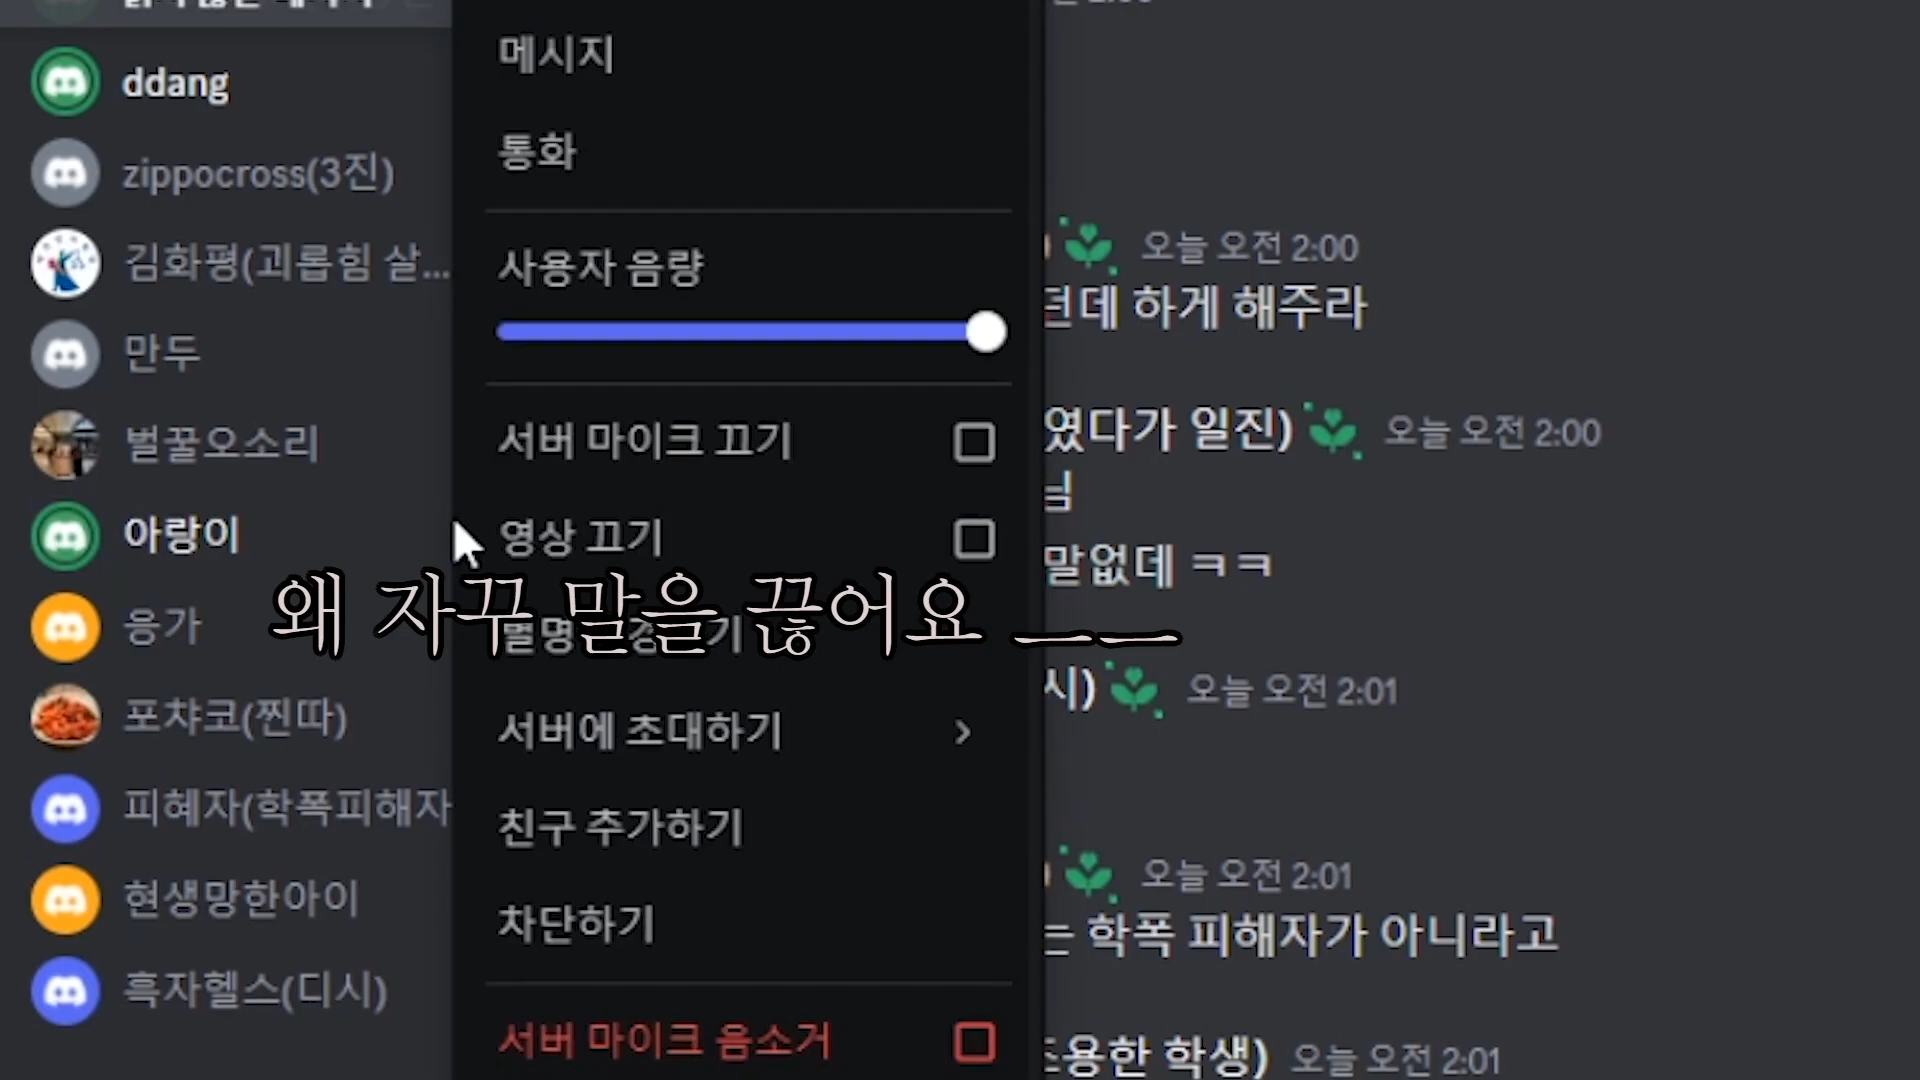 ddang
zippocross(3진)
김화평(괴롭힘 살...
만두
벌꿀오소리
아랑이
응가
포챠코(찐따)
피혜자(학폭피해자
현생망한아이
흑자헬스(디시)
메시지
통화
사용자 음량
서버 마이크 끄기
영상 끄기
왜 자꾸 말을 끊어요 ㅡㅡ
서버에 초대하기
친구 추가하기
차단하기
서버 마이크 음소거
오늘 오전 2:00
하게 해주라
였다가 일진) 오늘 오전 2:00
님
말없데 ㅋㅋ
시) 오늘 오전 2:01
오늘 오전 2:01
는 학폭 피해자가 아니라고
조용한 학생) 오늘 오전 2:01